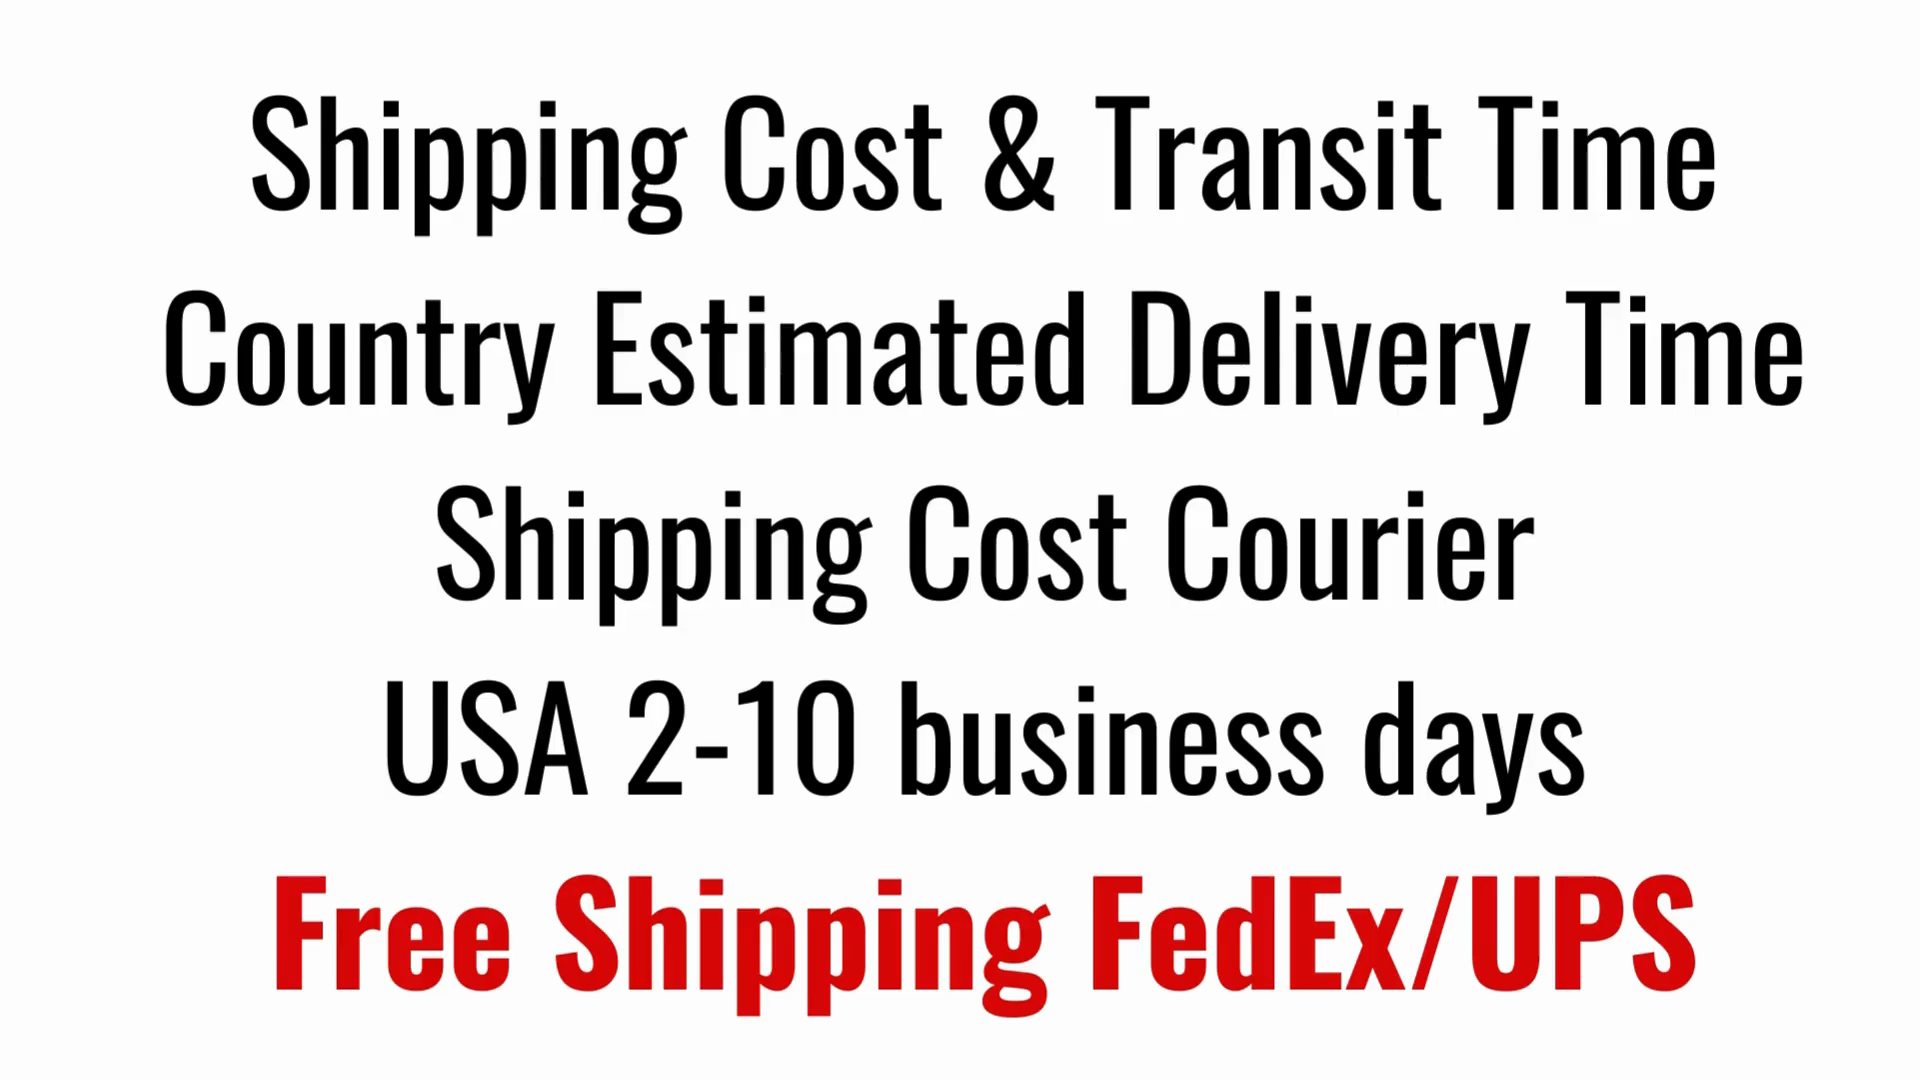 Shipping Cost & Transit Time
Country Estimated Delivery Time
Shipping Cost Courier
USA 2-10 business days
Free Shipping FedEx/UPS